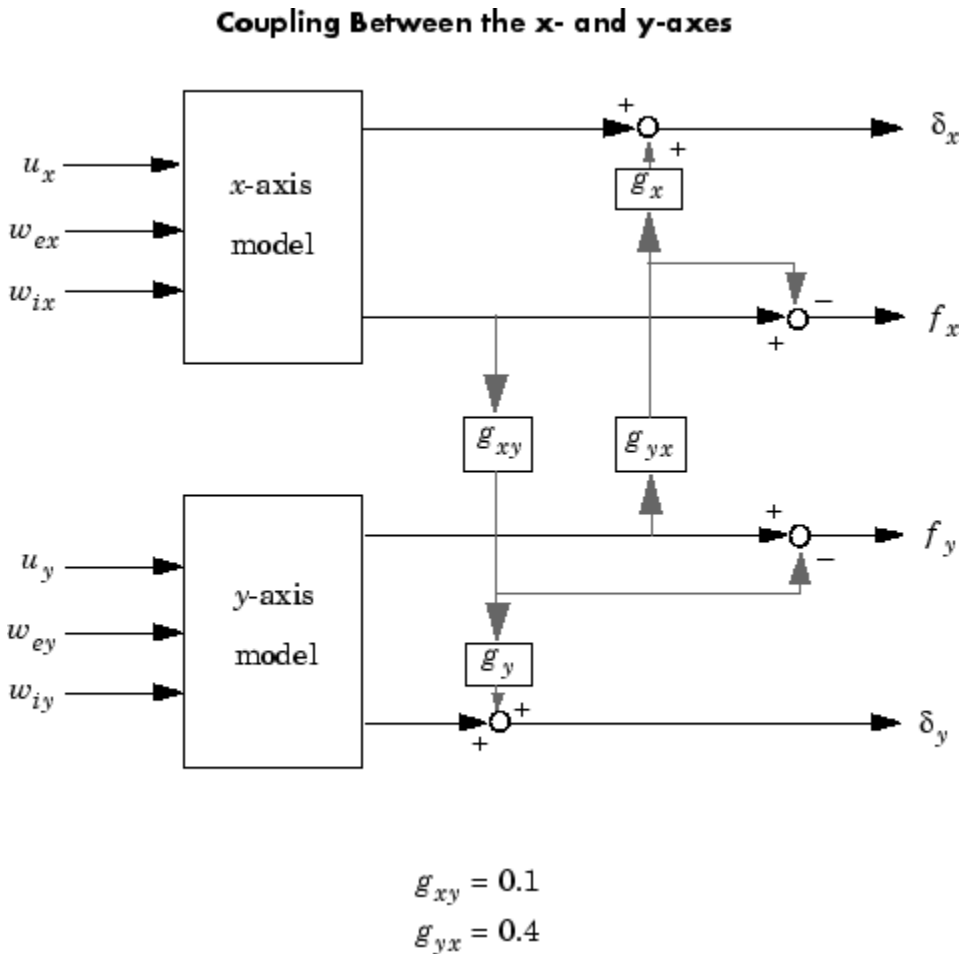 Coupling Between the x- and y-axes
+
δx
+
gx
ux
x-axis
wex
model
wix
−
fx
+
gxy
gyx
+
fy
uy
−
y-axis
wey
model
gy
wiy
+
δy
+
gxy = 0.1
gyx = 0.4